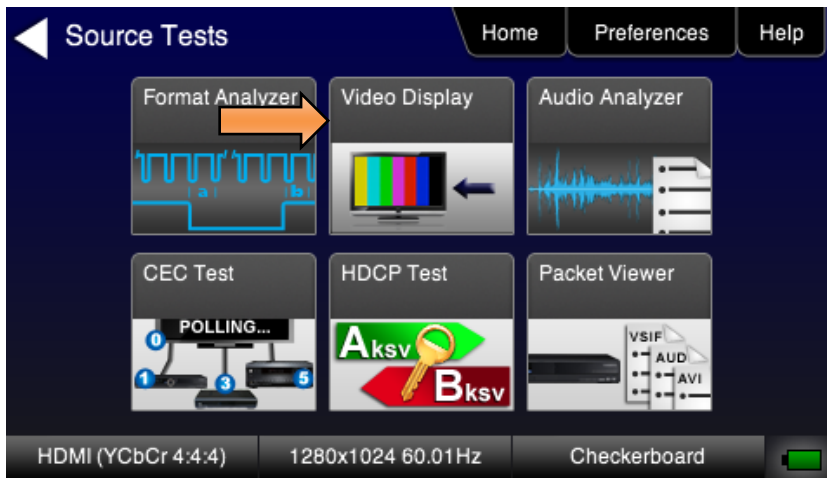 Source Tests
Home
Preferences
Help
Format Analyzer
Video Display
Audio Analyzer
a
b
CEC Test
HDCP Test
Packet Viewer
POLLING...
0
1
3
5
Aksv
Bksv
VSIF
AUD
AVI
HDMI (YCbCr 4:4:4)
1280x1024 60.01Hz
Checkerboard